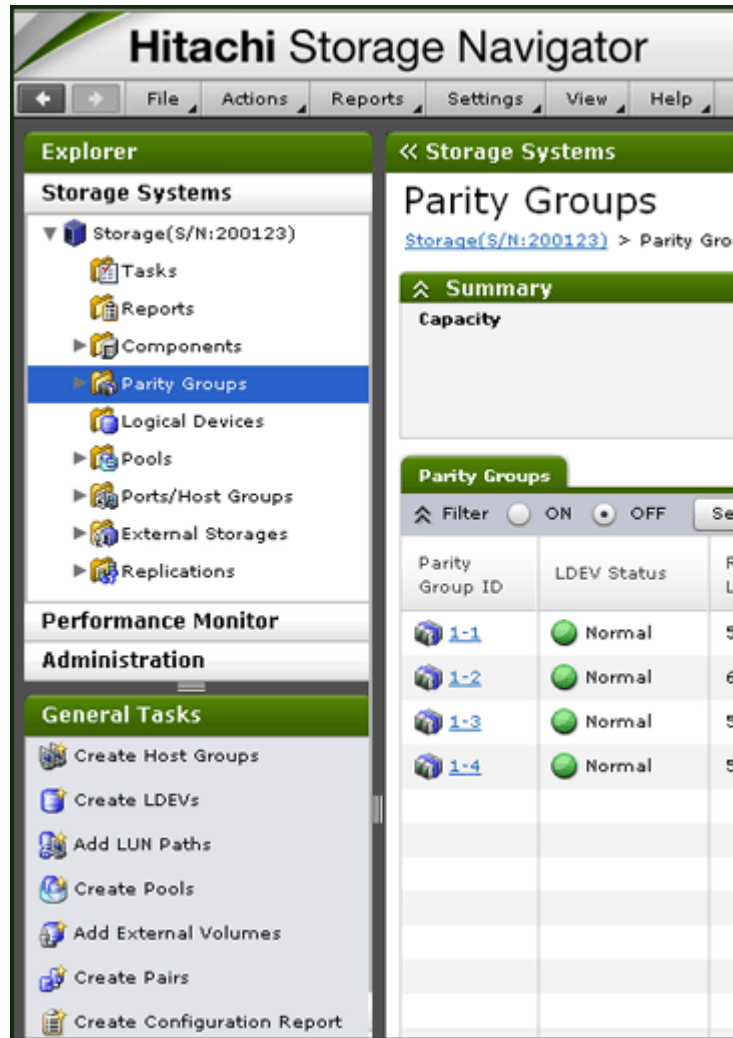 Hitachi Storage Navigator
File Actions Reports Settings View Help
Explorer
Storage Systems
Storage(S/N:200123)
Tasks
Reports
Components
Parity Groups
Logical Devices
Pools
Ports/Host Groups
External Storages
Replications
Performance Monitor
Administration
General Tasks
Create Host Groups
Create LDEVs
Add LUN Paths
Create Pools
Add External Volumes
Create Pairs
Create Configuration Report
Storage Systems
Parity Groups
Storage(S/N:200123) > Parity
Summary
Capacity
Parity Groups
Filter ON OFF
Parity Group ID LDEV Status
1-1 Normal
1-2 Normal
1-3 Normal
1-4 Normal